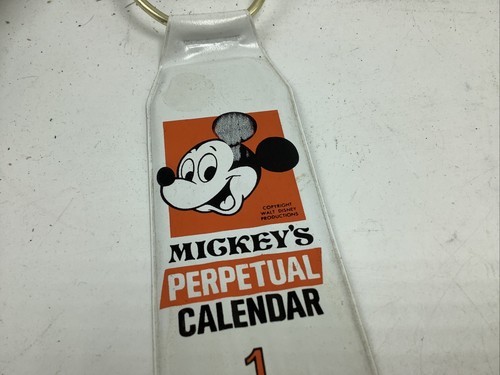 COPYRIGHT
WALT DISNEY
PRODUCTIONS
MICKEY'S
PERPETUAL
CALENDAR
1